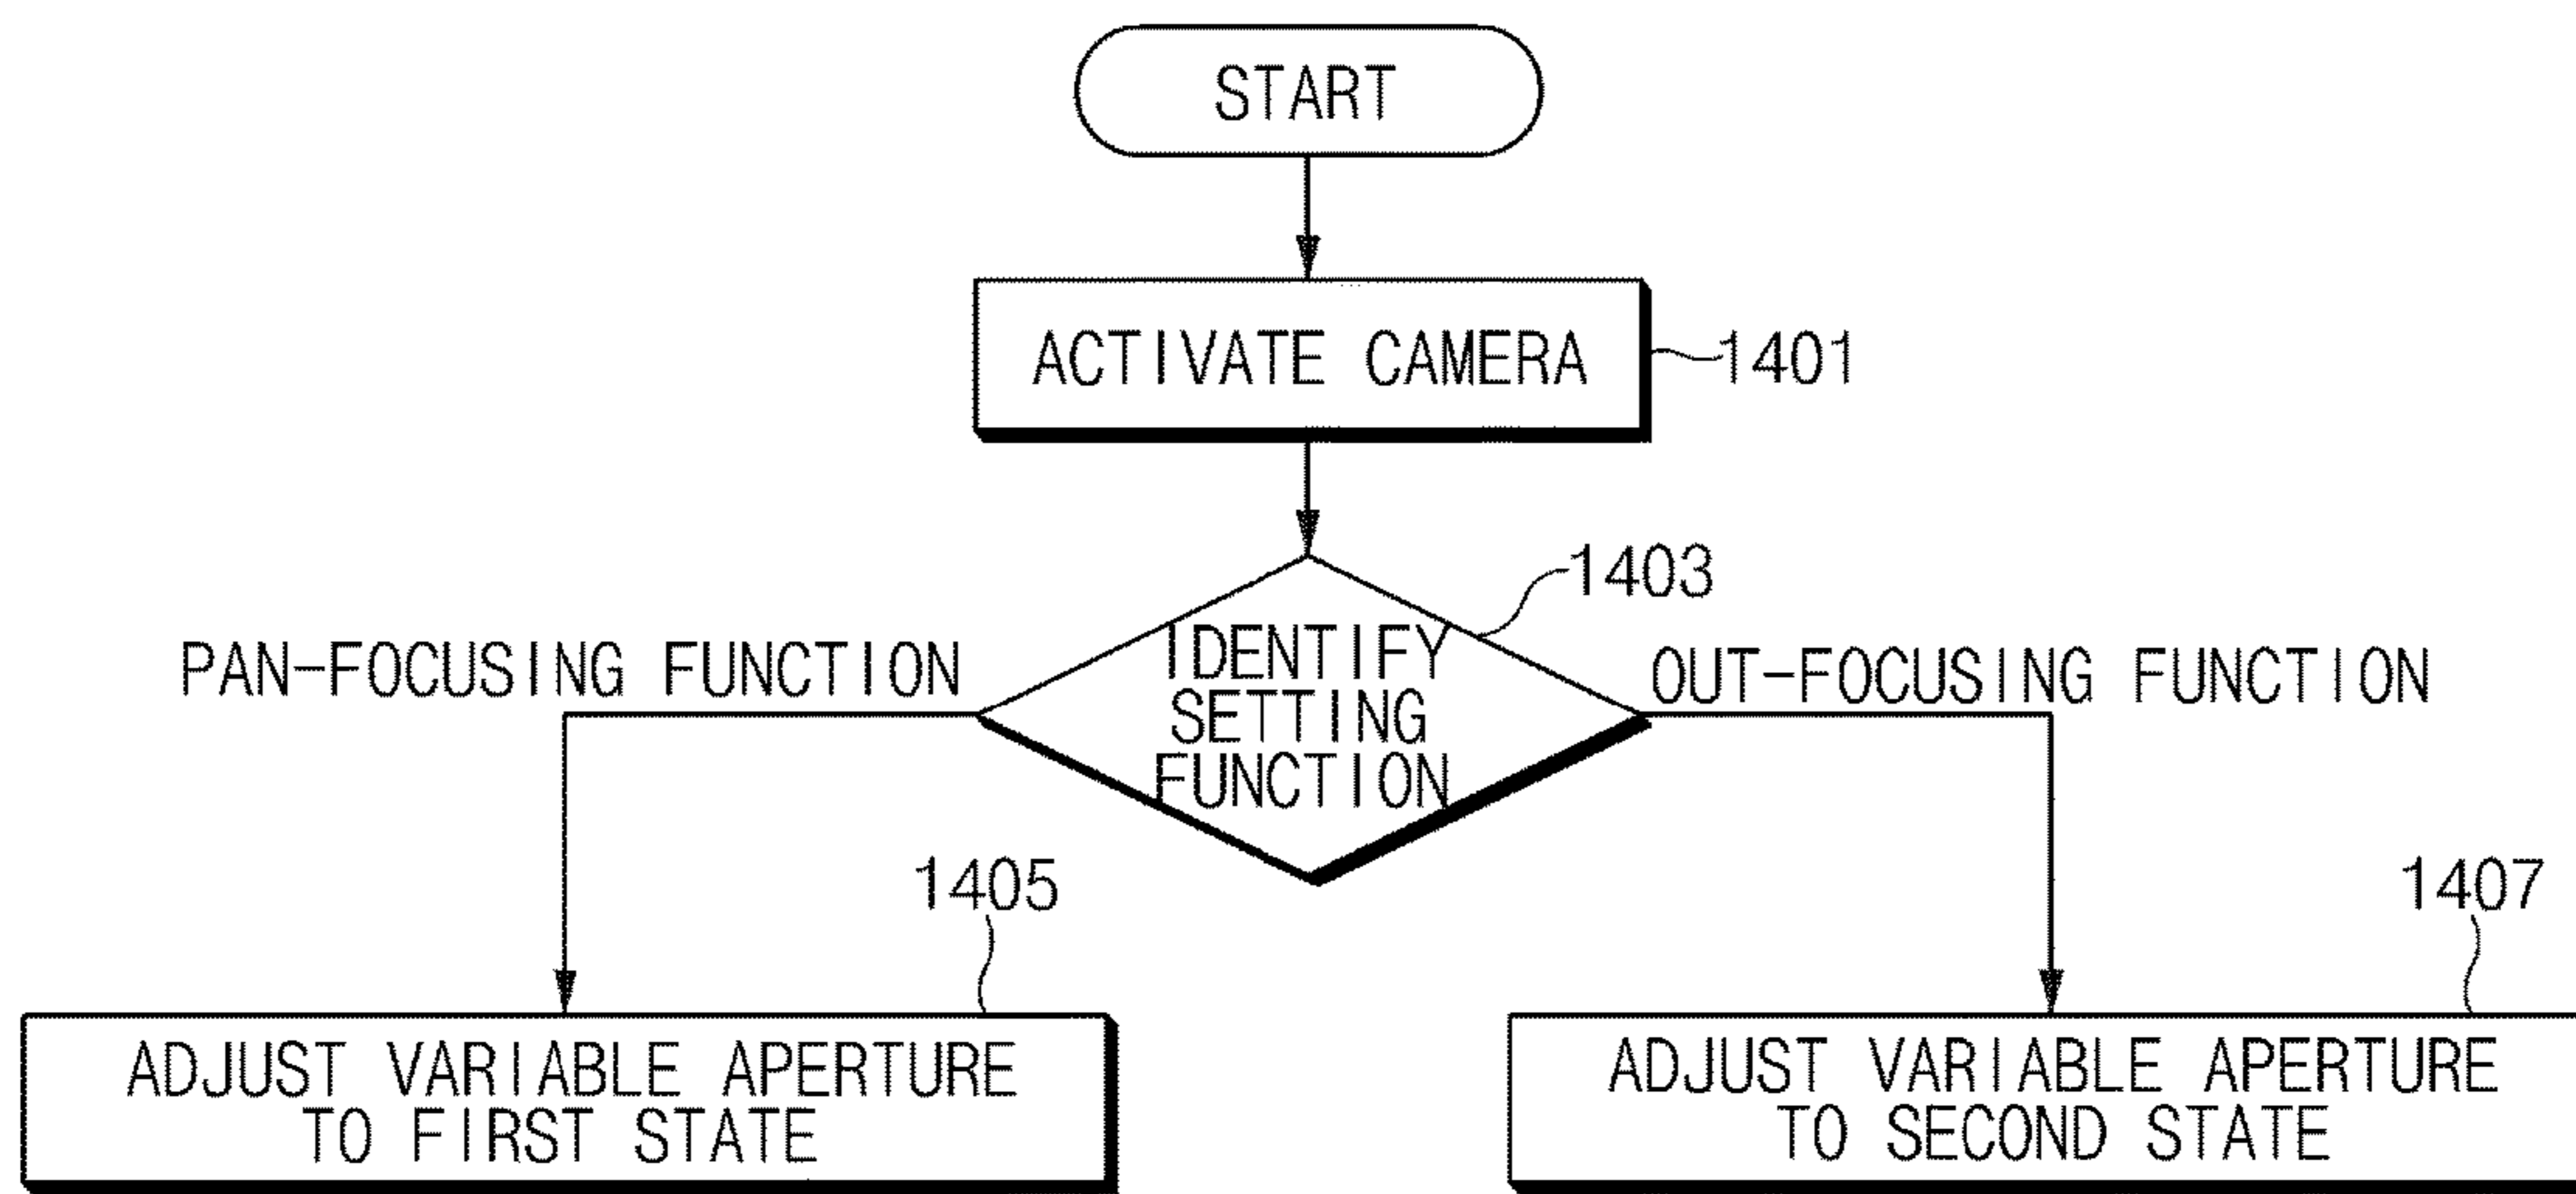 START
ACTIVATE CAMERA
1401
1403
PAN-FOCUSING FUNCTION
IDENTIFY
SETTING
FUNCTION
OUT-FOCUSING FUNCTION
1405
1407
ADJUST VARIABLE APERTURE
TO FIRST STATE
ADJUST VARIABLE APERTURE
TO SECOND STATE